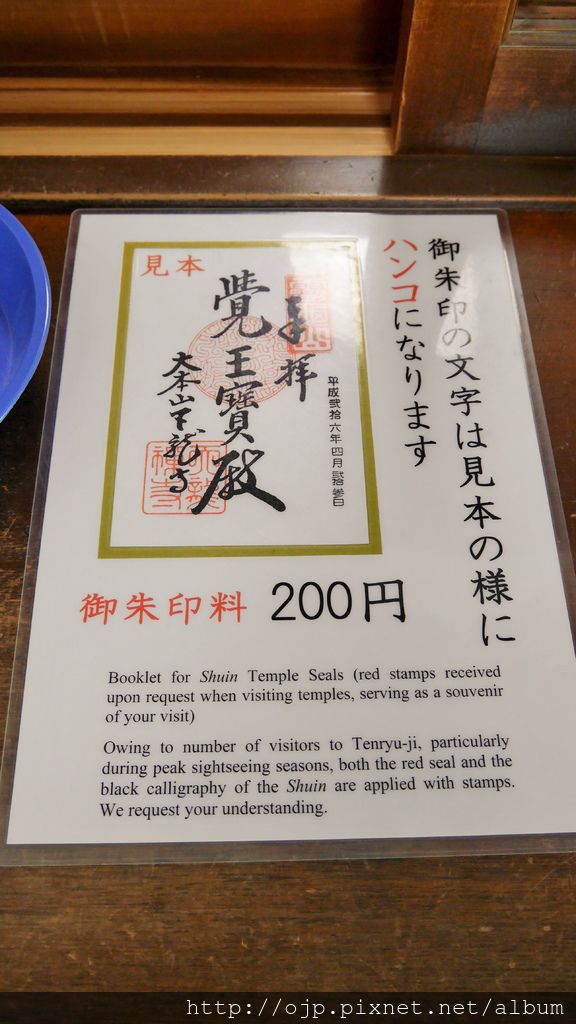 御朱印の文字は見本の様に
ハンコになります
見本
奉拝
平成弐拾六年四月弐拾参日
覺王寶殿
大本山天龍寺
御朱印料 200円
Booklet for Shuin Temple Seals (red stamps received
upon request when visiting temples, serving as a souvenir
of your visit)
Owing to number of visitors to Tenryu-ji, particularly
during peak sightseeing seasons, both the red seal and the
black calligraphy of the Shuin are applied with stamps.
We request your understanding.
http://ojp.pixnet.net/album